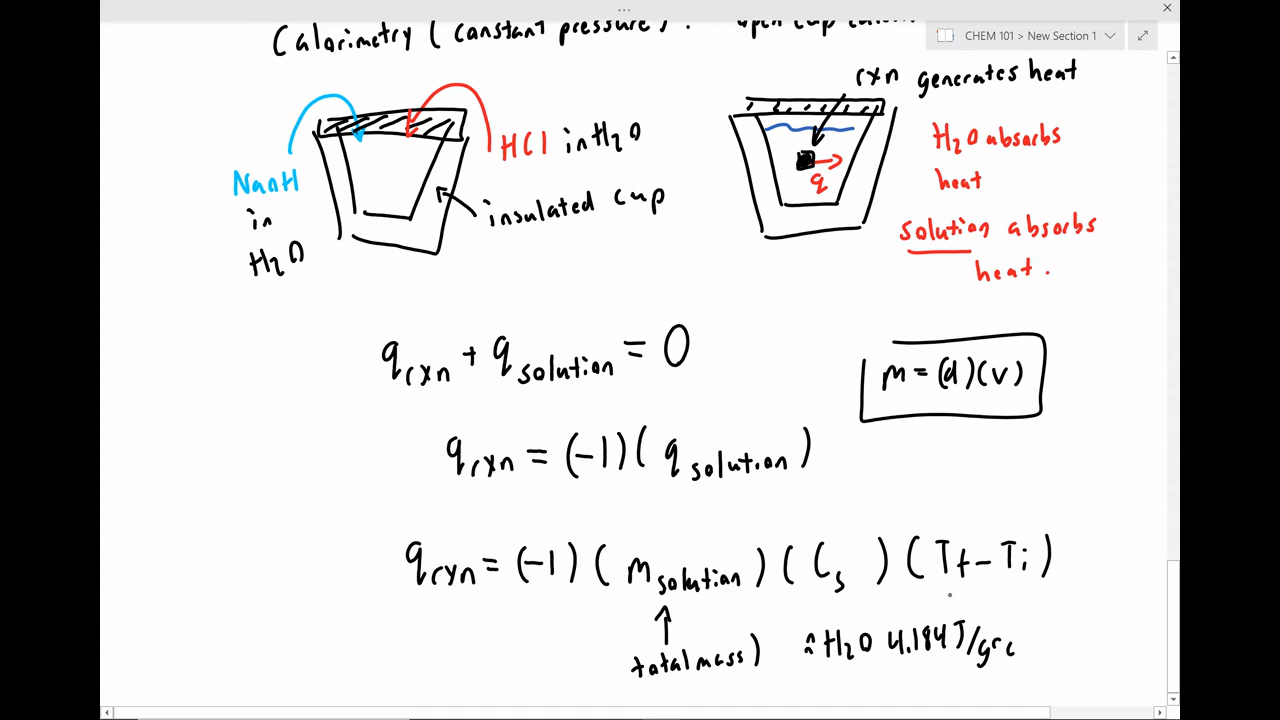 Calorimetry (constant pressure) : open cup
CHEM 101 > New Section 1
rxn generates heat
HCl in H2O
H2O absorbs
heat
NaOH
in
H2O
insulated cup
q
solution absorbs
heat.
qrxn + qsolution = 0
m = (d)(v)
qrxn = (-1)( qsolution )
qrxn = (-1) ( msolution ) ( Cs ) ( Tf - Ti )
total mass)
H2O 4.184 J/g°C